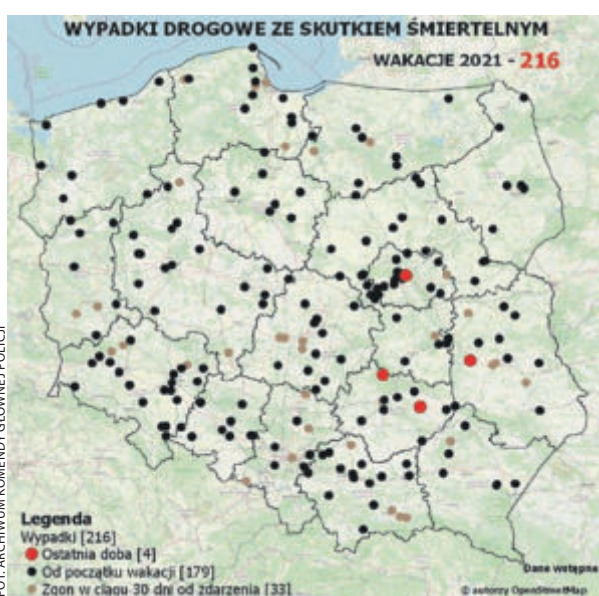 WYPADKI DROGOWE ZE SKUTKIEM ŚMIERTELNYM
WAKACJE 2021 - 216
FOT. ARCHIWUM KOMENDY GŁÓWNEJ POLICJI
Legenda
Wypadki [216]
Ostatnia doba [4]
Od początku wakacji [179]
Zgon w ciągu 30 dni od zdarzenia [33]
Dane wstępne
© autorzy OpenStreetMap